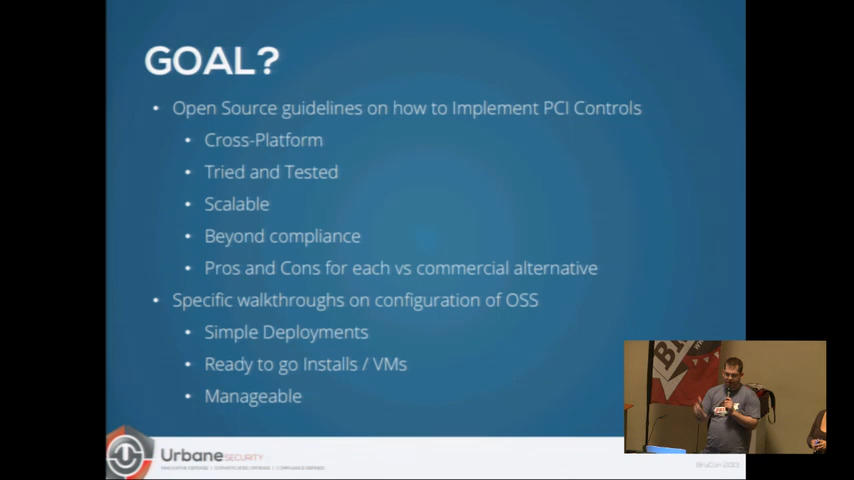 GOAL?
• Open Source guidelines on how to Implement PCI Controls
• Cross-Platform
• Tried and Tested
• Scalable
• Beyond compliance
• Pros and Cons for each vs commercial alternative
• Specific walkthroughs on configuration of OSS
• Simple Deployments
• Ready to go Installs / VMs
• Manageable
Urbane SECURITY